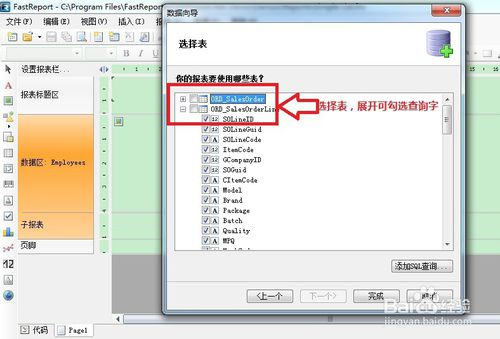 FastReport - C:\Program Files\FastRepor
文件(F) 编辑(E) 视图(V) 报表(R)
设置报表栏...
报表标题区
数据区: Employees
子报表
页脚
代码 Page1
数据向导
选择表
你的报表要使用哪些表？
ORD_SalesOrder
ORD_SalesOrderLin
选择表，展开可勾选查询字
SOLineID
SOLineGuid
SOLineCode
ItemCode
GCompanyID
SOGuid
CItemCode
Model
Brand
Package
Batch
Quality
MPQ
添加SQL查询...
<上一个 下一个> 完成 取消
Baidu 经验
jingyan.baidu.com